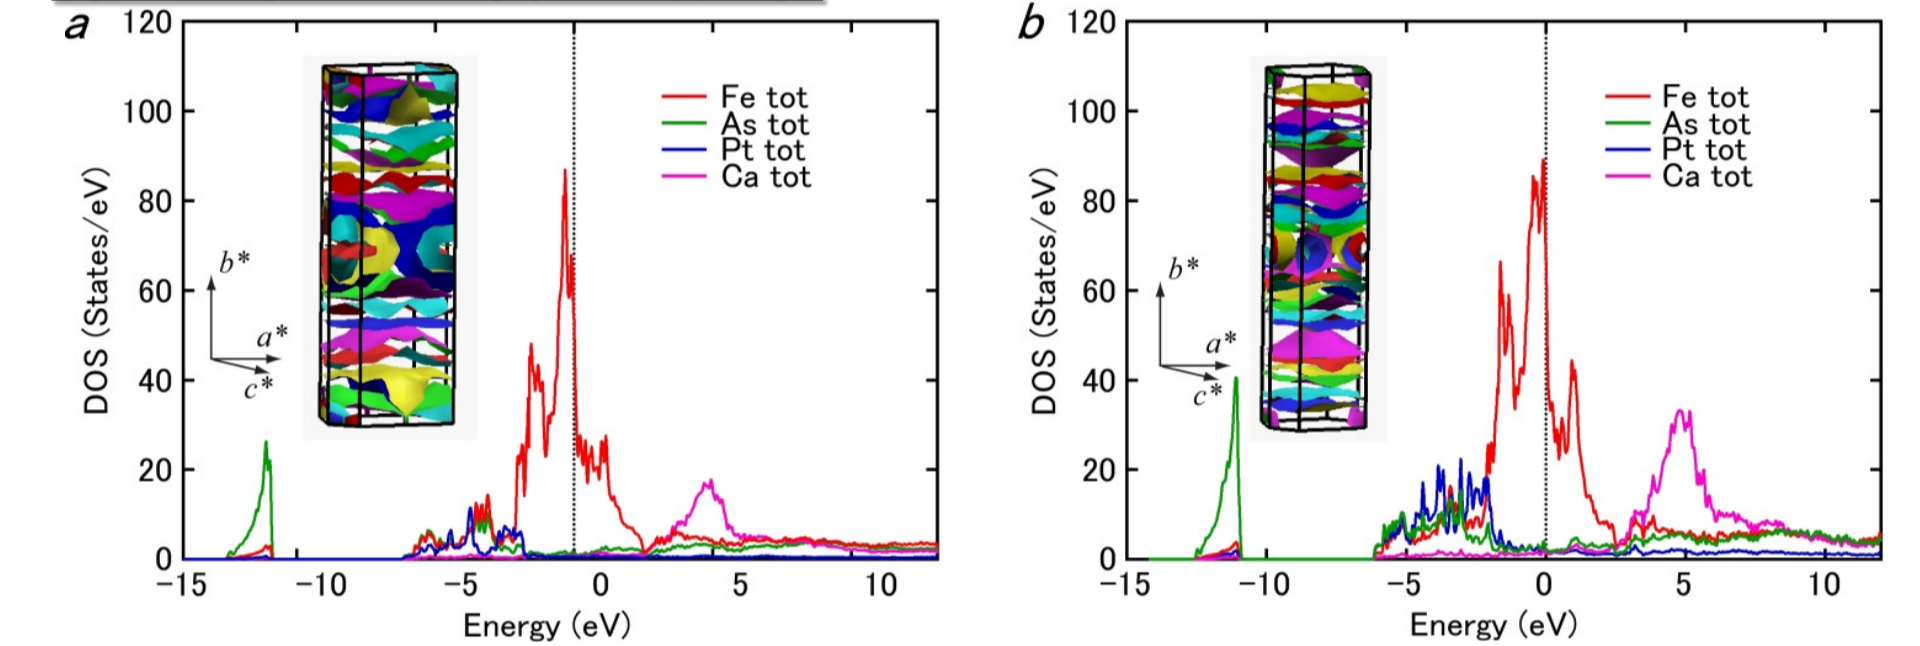 a
120
100
80
60
40
20
0
DOS (States/eV)
Fe tot
As tot
Pt tot
Ca tot
b*
a*
c*
−15
−10
−5
0
5
10
Energy (eV)
b
120
100
80
60
40
20
0
DOS (States/eV)
Fe tot
As tot
Pt tot
Ca tot
b*
a*
c*
−15
−10
−5
0
5
10
Energy (eV)